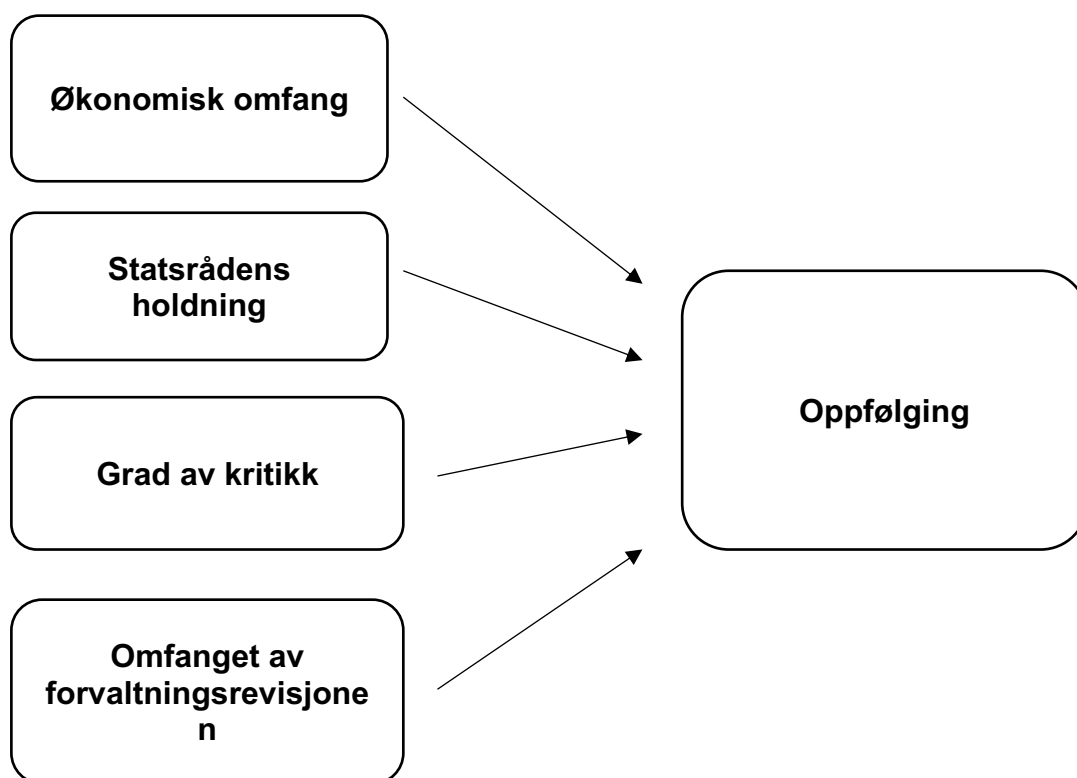 Økonomisk omfang
Statsrådens
holdning
Grad av kritikk
Omfanget av
forvaltningsrevisjone
n
Oppfølging